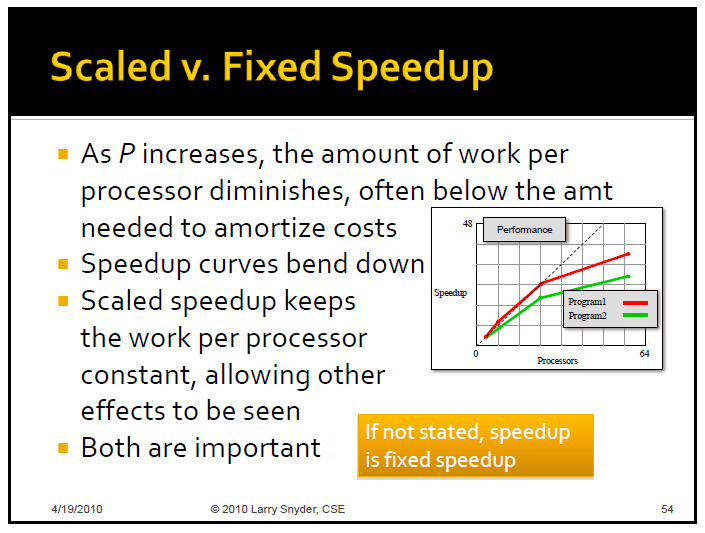 Scaled v. Fixed Speedup
As P increases, the amount of work per
processor diminishes, often below the amt
needed to amortize costs
Speedup curves bend down
Scaled speedup keeps
the work per processor
constant, allowing other
effects to be seen
Both are important
48
Performance
Speedup
Program1
Program2
0
64
Processors
If not stated, speedup
is fixed speedup
4/19/2010
© 2010 Larry Snyder, CSE
54